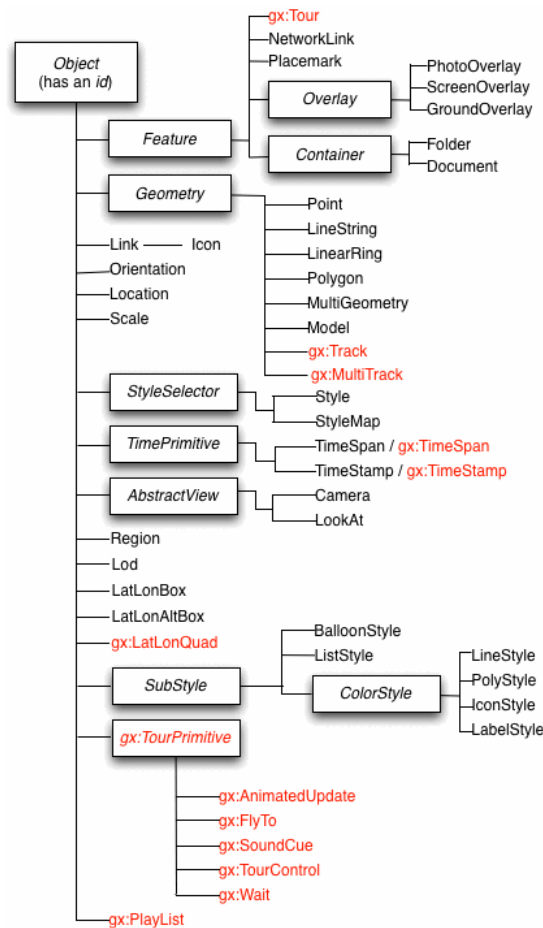 gx:Tour
NetworkLink
Placemark
Object
(has an id)
PhotoOverlay
Overlay
ScreenOverlay
GroundOverlay
Feature
Folder
Container
Document
Geometry
Point
LineString
Link
Icon
LinearRing
Orientation
Polygon
Location
MultiGeometry
Scale
Model
gx:Track
gx:MultiTrack
StyleSelector
Style
StyleMap
TimePrimitive
TimeSpan / gx:TimeSpan
TimeStamp / gx:TimeStamp
AbstractView
Camera
LookAt
Region
Lod
LatLonBox
LatLonAltBox
gx:LatLonQuad
BalloonStyle
ListStyle
LineStyle
SubStyle
ColorStyle
PolyStyle
IconStyle
LabelStyle
gx:TourPrimitive
gx:AnimatedUpdate
gx:FlyTo
gx:SoundCue
gx:TourControl
gx:Wait
gx:PlayList